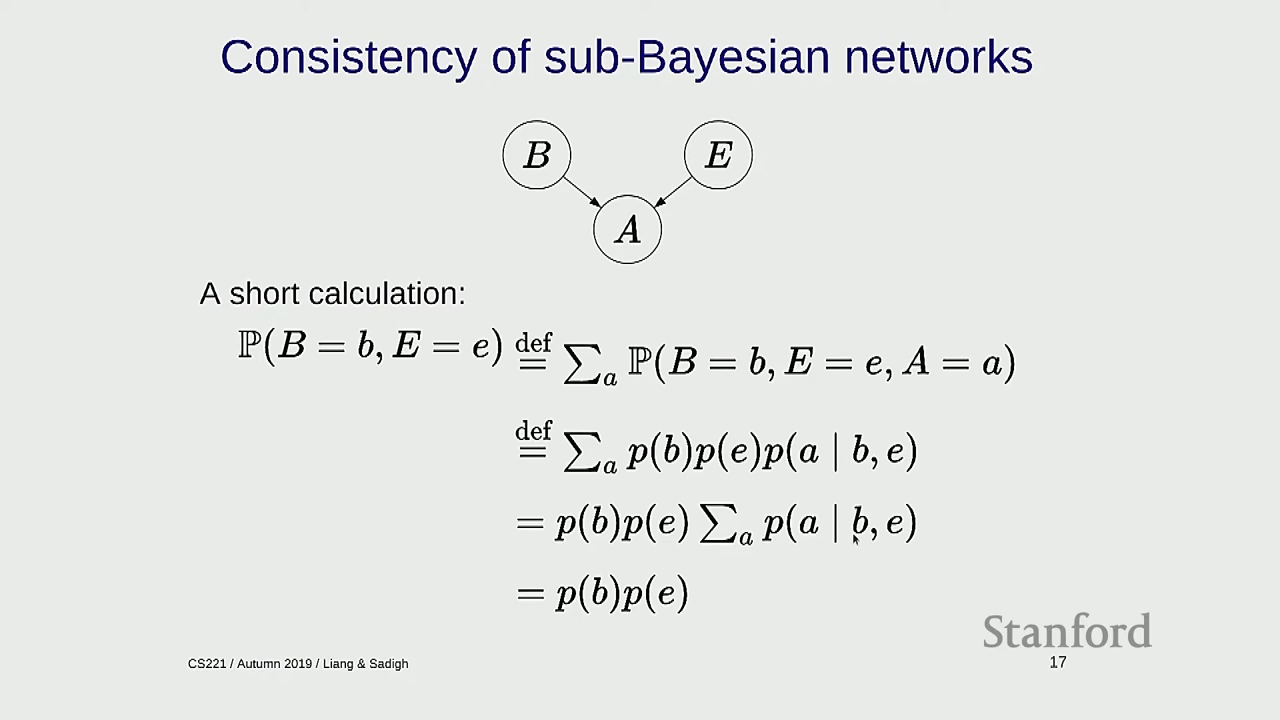 Consistency of sub-Bayesian networks
B E
A
A short calculation:
ℙ(B = b, E = e) def= ∑ₐ ℙ(B = b, E = e, A = a)
def= ∑ₐ p(b)p(e)p(a | b, e)
= p(b)p(e) ∑ₐ p(a | b, e)
= p(b)p(e)
Stanford
CS221 / Autumn 2019 / Liang & Sadigh 17